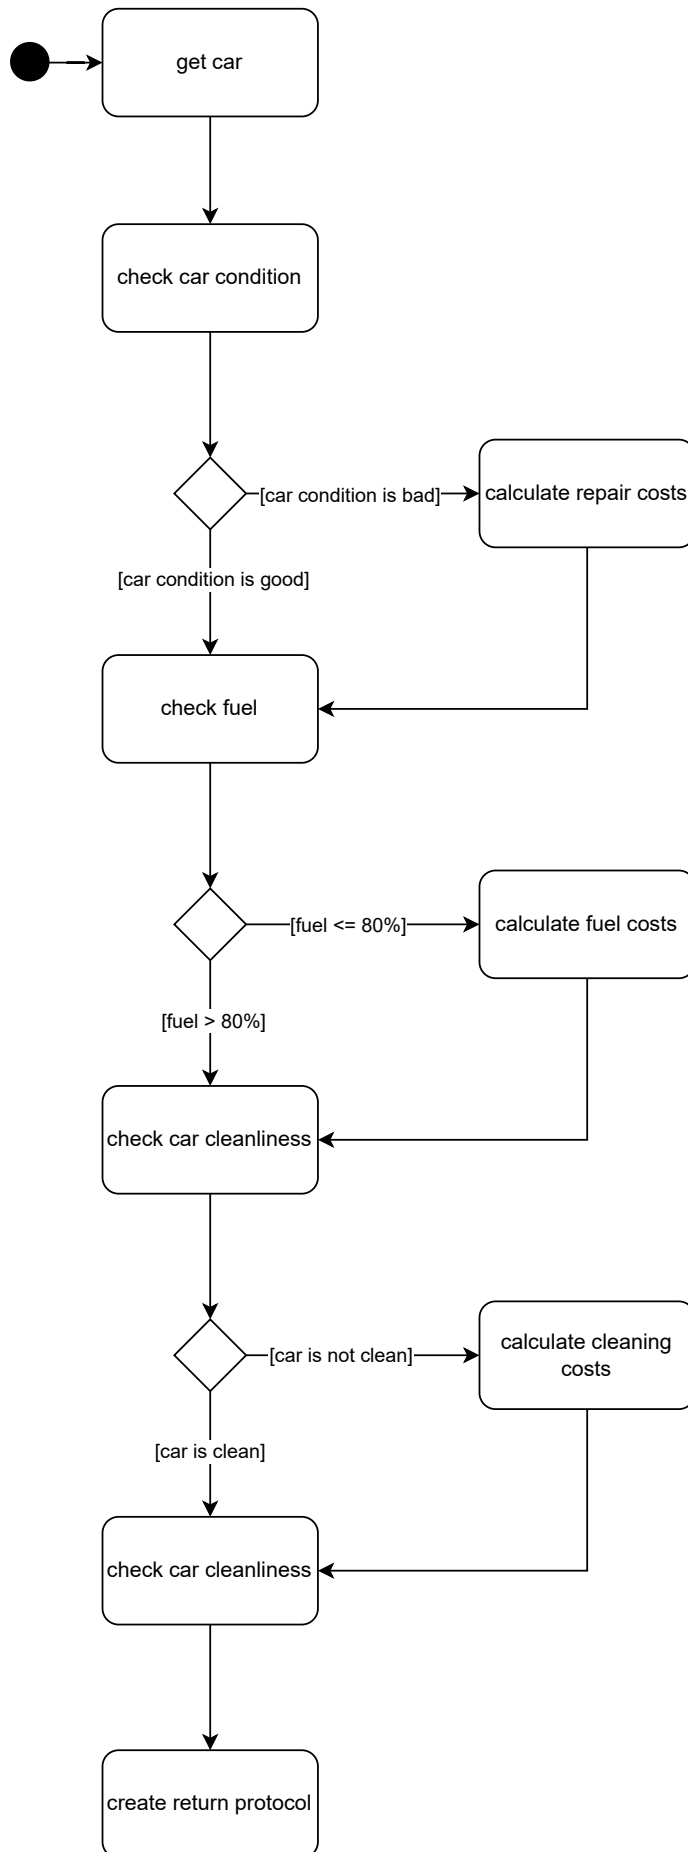 get car
check car condition
[car condition is bad]
calculate repair costs
[car condition is good]
check fuel
[fuel <= 80%]
calculate fuel costs
[fuel > 80%]
check car cleanliness
[car is not clean]
calculate cleaning
costs
[car is clean]
check car cleanliness
create return protocol